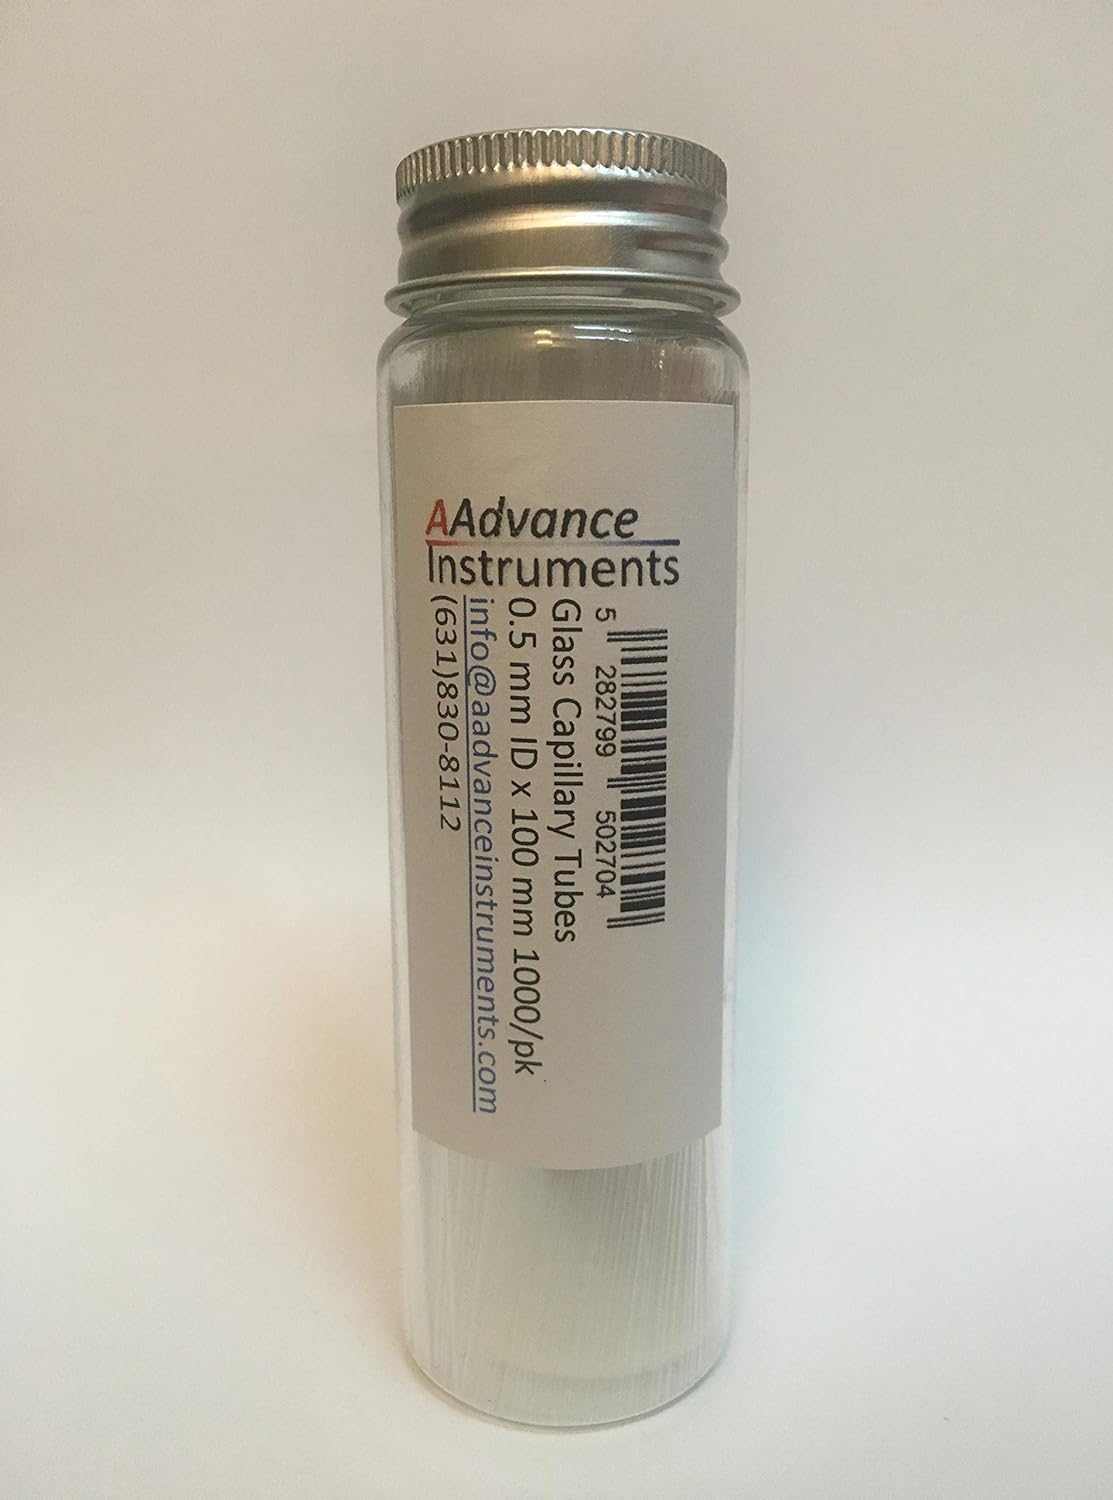 AAdvance
Instruments
5 282799 502704
Glass Capillary Tubes
0.5 mm ID x 100 mm 1000/pk
info@aadvanceinstruments.com
(631)830-8112